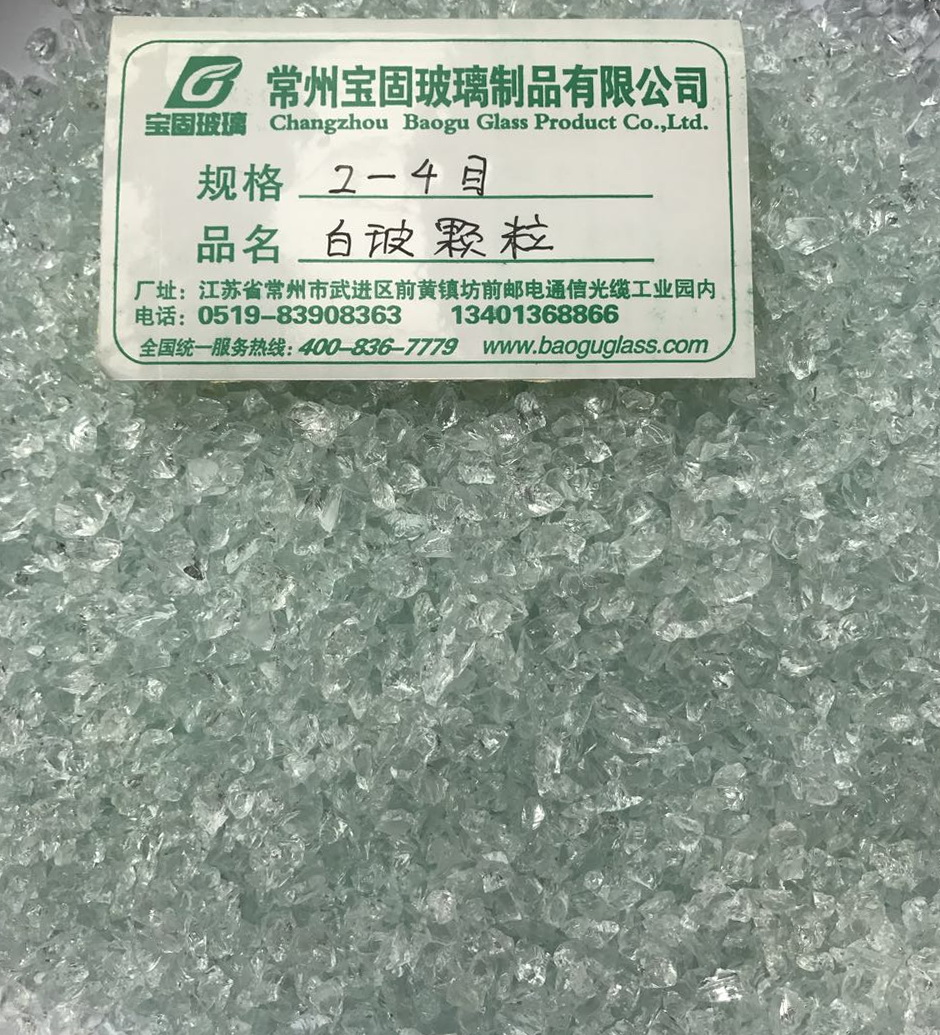 常州宝固玻璃制品有限公司
宝固玻璃 Changzhou Baogu Glass Product Co.,Ltd.
规格 2-4目
品名 白玻颗粒
厂址：江苏省常州市武进区前黄镇坊前邮电通信光缆工业园内
电话：0519-83908363 13401368866
全国统一服务热线：400-836-7779 www.baoguglass.com